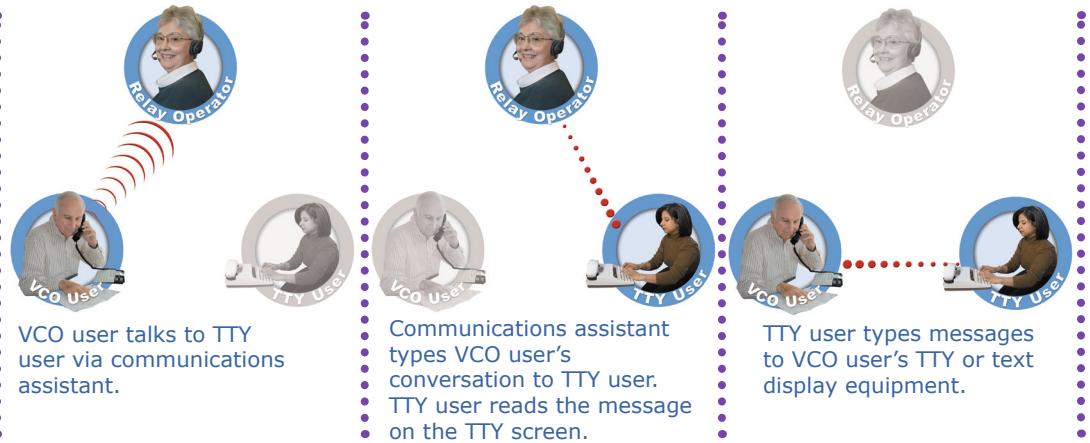 Relay Operator
VCO User
TTY User
VCO user talks to TTY
user via communications
assistant.
Relay Operator
VCO User
TTY User
Communications assistant
types VCO user’s
conversation to TTY user.
TTY user reads the message
on the TTY screen.
Relay Operator
VCO User
TTY User
TTY user types messages
to VCO user’s TTY or text
display equipment.